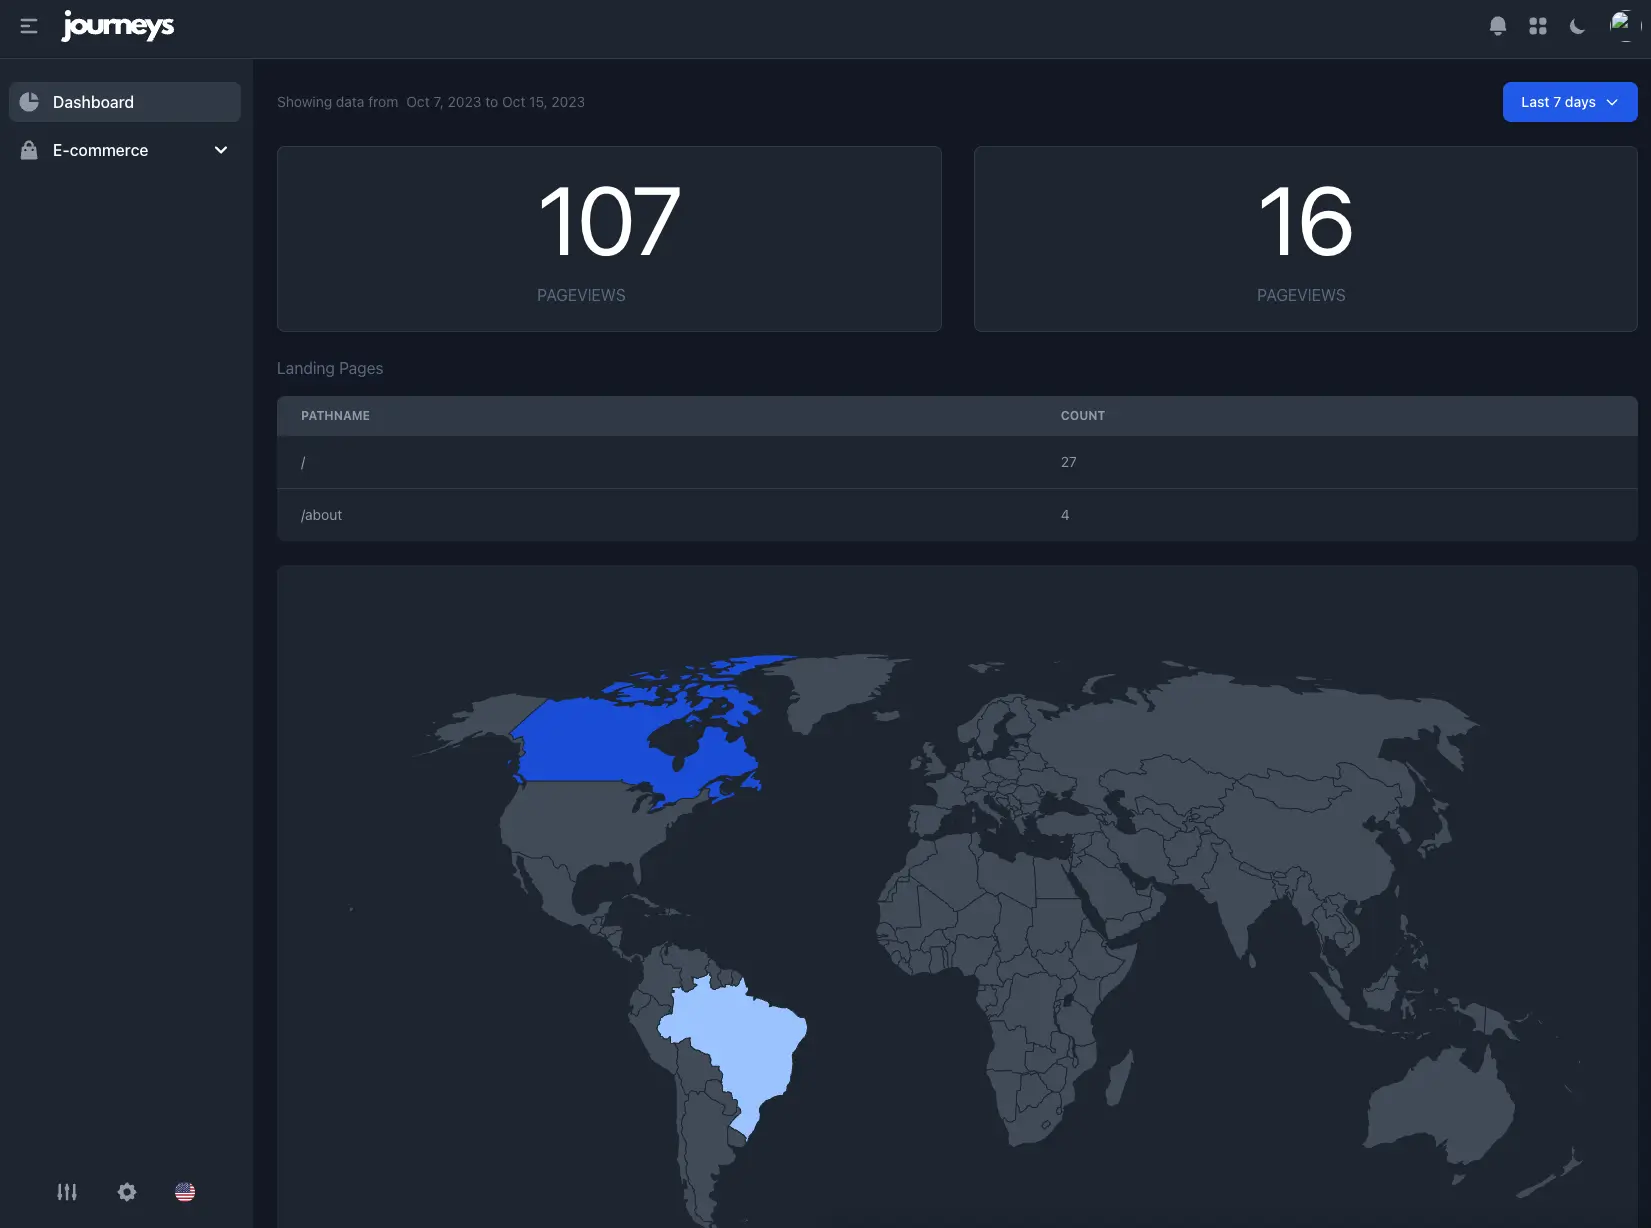 journeys
Dashboard
E-commerce
Showing data from Oct 7, 2023 to Oct 15, 2023
Last 7 days
107
PAGEVIEWS
16
PAGEVIEWS
Landing Pages
PATHNAME COUNT
/ 27
/about 4